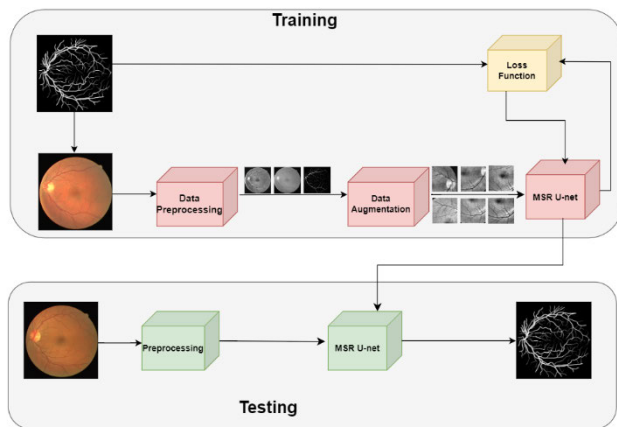 Training
Loss
Function
Data
Preprocessing
Data
Augmentation
MSR U-net
Preprocessing
MSR U-net
Testing